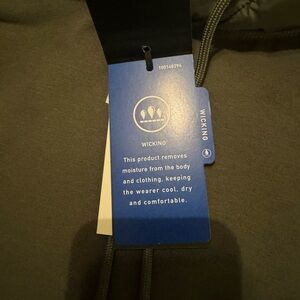 WICKING
This product removes
moisture from the body
and clothing, keeping
the wearer cool, dry
and comfortable.
WICKING